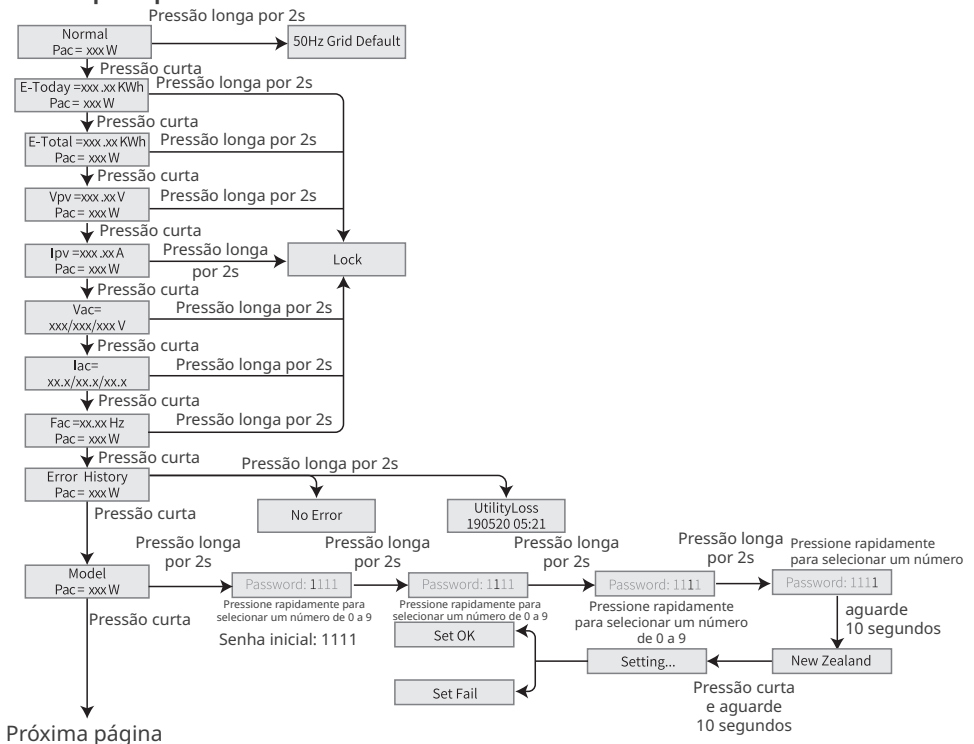 Pressão longa por 2s
Normal
Pac= xxx W
50Hz Grid Default
Pressão curta
E-Today =xxx .xx KWh
Pac= xxx W
Pressão longa por 2s
Pressão curta
E-Total =xxx .xx KWh
Pac= xxx W
Pressão longa por 2s
Pressão curta
Vpv =xxx .xx V
Pac= xxx W
Pressão longa por 2s
Pressão curta
Ipv =xxx .xx A
Pac= xxx W
Pressão longa
por 2s
Lock
Pressão curta
Vac=
xxx/xxx/xxx V
Pressão longa por 2s
Pressão curta
Iac=
xx.x/xx.x/xx.x
Pressão longa por 2s
Pressão curta
Fac =xx.xx Hz
Pac= xxx W
Pressão longa por 2s
Pressão curta
Error History
Pac= xxx W
Pressão longa por 2s
No Error
UtilityLoss
190520 05:21
Pressão curta
Model
Pac= xxx W
Pressão longa
por 2s
Password: 1111
Pressione rapidamente para
selecionar um número de 0 a 9
Senha inicial: 1111
Pressão longa
por 2s
Password: 1111
Pressione rapidamente para
selecionar um número de 0 a 9
Pressão longa
por 2s
Password: 1111
Pressione rapidamente
para selecionar um número
de 0 a 9
Pressão longa
por 2s
Pressione rapidamente
para selecionar um número
Password: 1111
aguarde
10 segundos
New Zealand
Pressão curta
e aguarde
10 segundos
Setting...
Set OK
Set Fail
Pressão curta
Próxima página